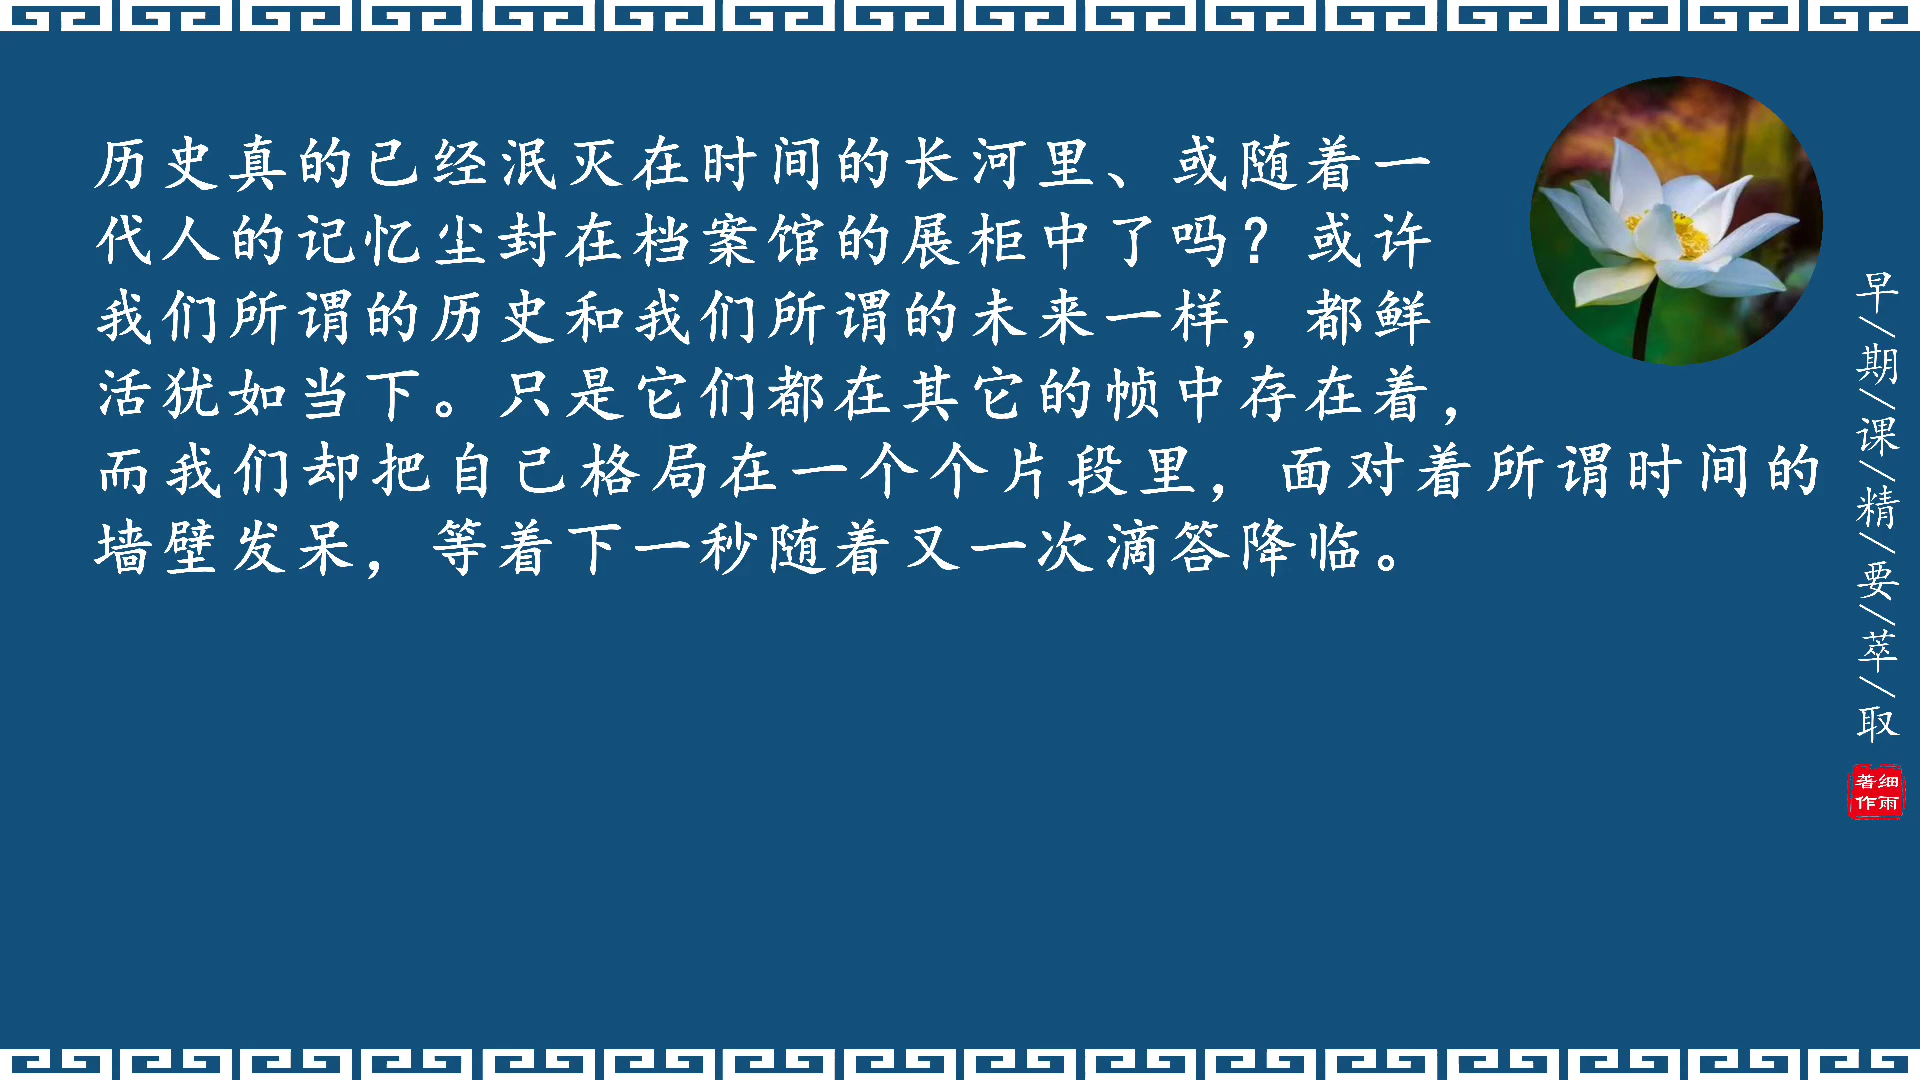 历史真的已经泯灭在时间的长河里、或随着一
代人的记忆尘封在档案馆的展柜中了吗？或许
我们所谓的历史和我们所谓的未来一样，都鲜
活犹如当下。只是它们都在其它的帧中存在着，
而我们却把自己格局在一个个片段里，面对着所谓时间的
墙壁发呆，等着下一秒随着又一次滴答降临。
早/期/课/精/要/萃/取
细雨
著作